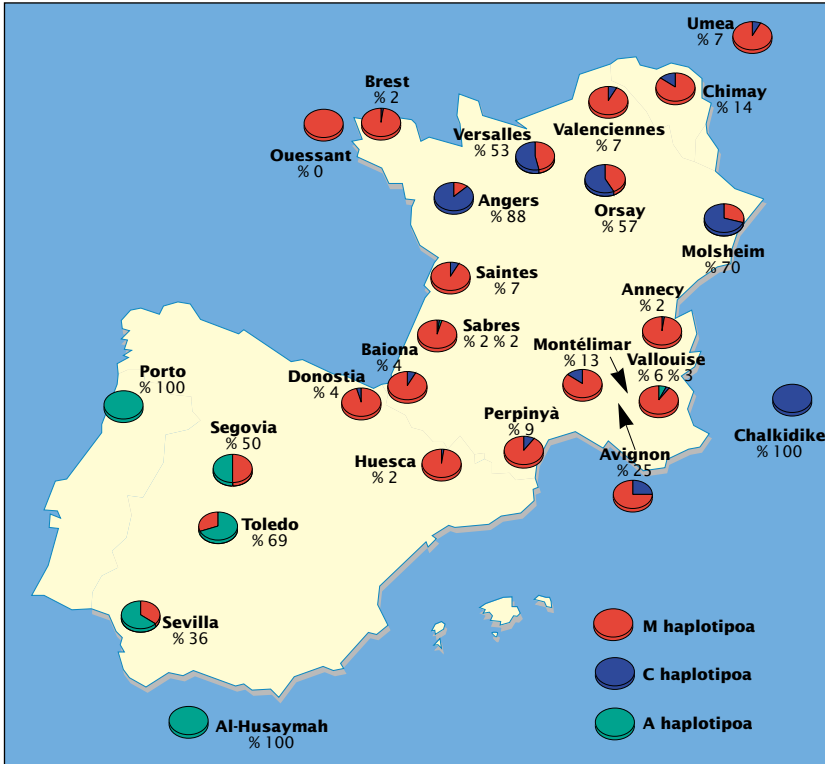 Umea
% 7
Brest
% 2
Chimay
% 14
Ouessant
% 0
Versalles
% 53
Valenciennes
% 7
Angers
% 88
Orsay
% 57
Molsheim
% 70
Saintes
% 7
Annecy
% 2
Sabres
% 2 % 2
Baiona
% 4
Montélimar
% 13
Vallouise
% 6 % 3
Porto
% 100
Donostia
% 4
Segovia
% 50
Perpinyà
% 9
Chalkidike
% 100
Huesca
% 2
Avignon
% 25
Toledo
% 69
Sevilla
% 36
Al-Husaymah
% 100
M haplotipoa
C haplotipoa
A haplotipoa